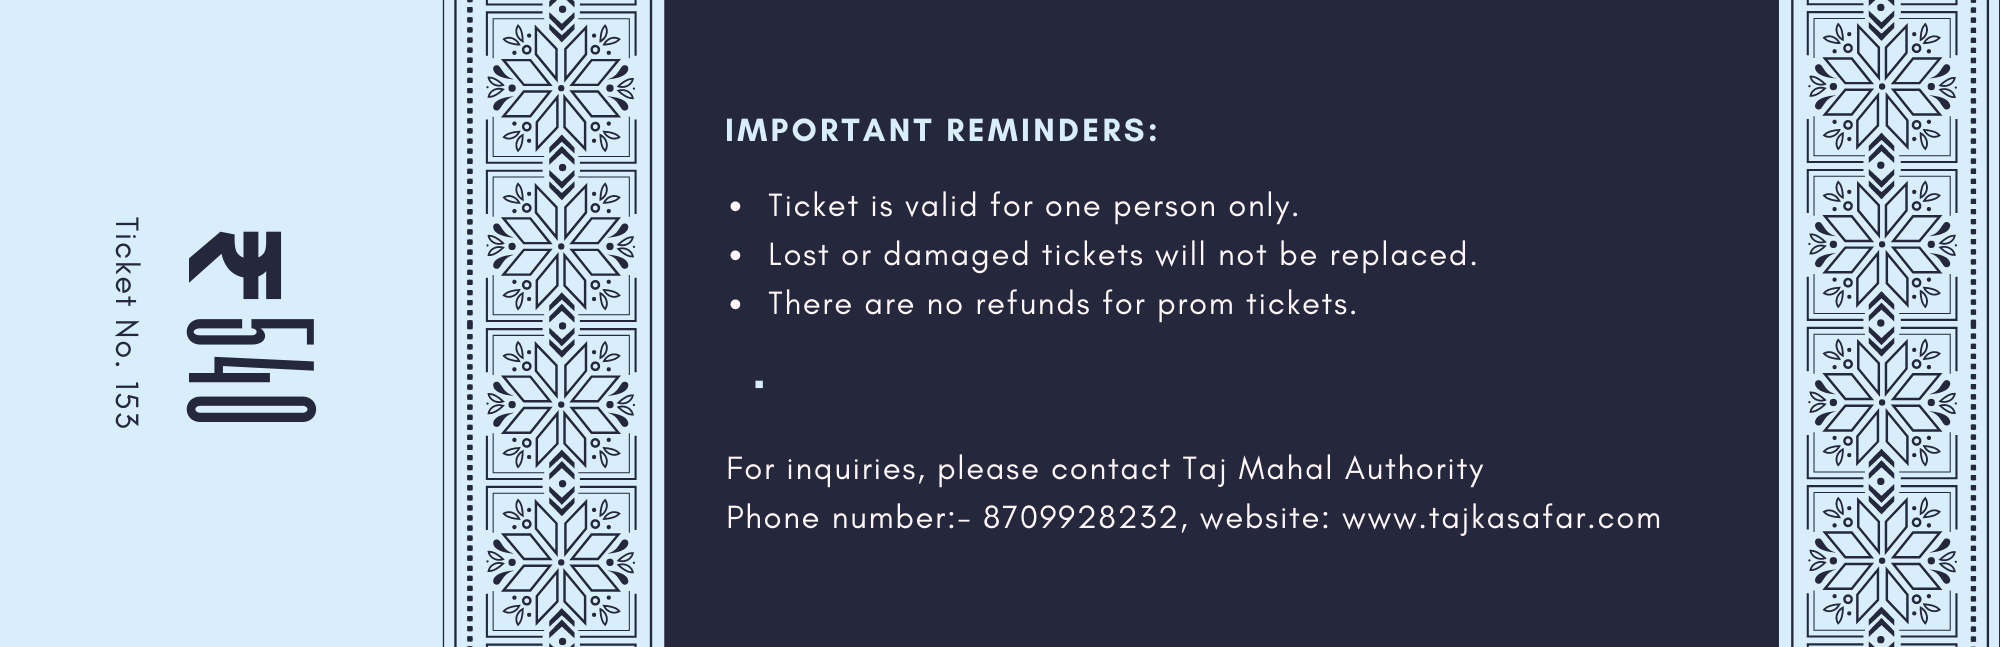 Ticket No. 153
₹540
IMPORTANT REMINDERS:
• Ticket is valid for one person only.
• Lost or damaged tickets will not be replaced.
• There are no refunds for prom tickets.
.
For inquiries, please contact Taj Mahal Authority
Phone number:- 8709928232, website: www.tajkasafar.com